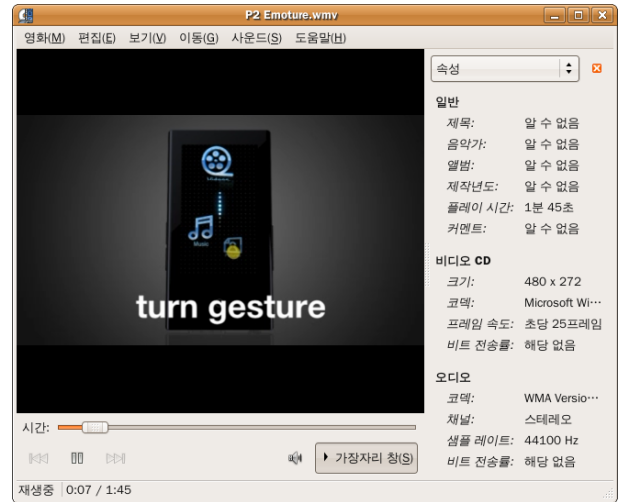 P2 Emoture.wmv
영화(M) 편집(E) 보기(V) 이동(G) 사운드(S) 도움말(H)
속성
일반
제목: 알 수 없음
음악가: 알 수 없음
앨범: 알 수 없음
제작년도: 알 수 없음
플레이 시간: 1분 45초
커멘트: 알 수 없음
비디오 CD
크기: 480 x 272
코덱: Microsoft Wi…
프레임 속도: 초당 25프레임
비트 전송률: 해당 없음
오디오
코덱: WMA Versio…
채널: 스테레오
샘플 레이트: 44100 Hz
비트 전송률: 해당 없음
Music
turn gesture
시간:
가장자리 창(S)
재생중 0:07 / 1:45